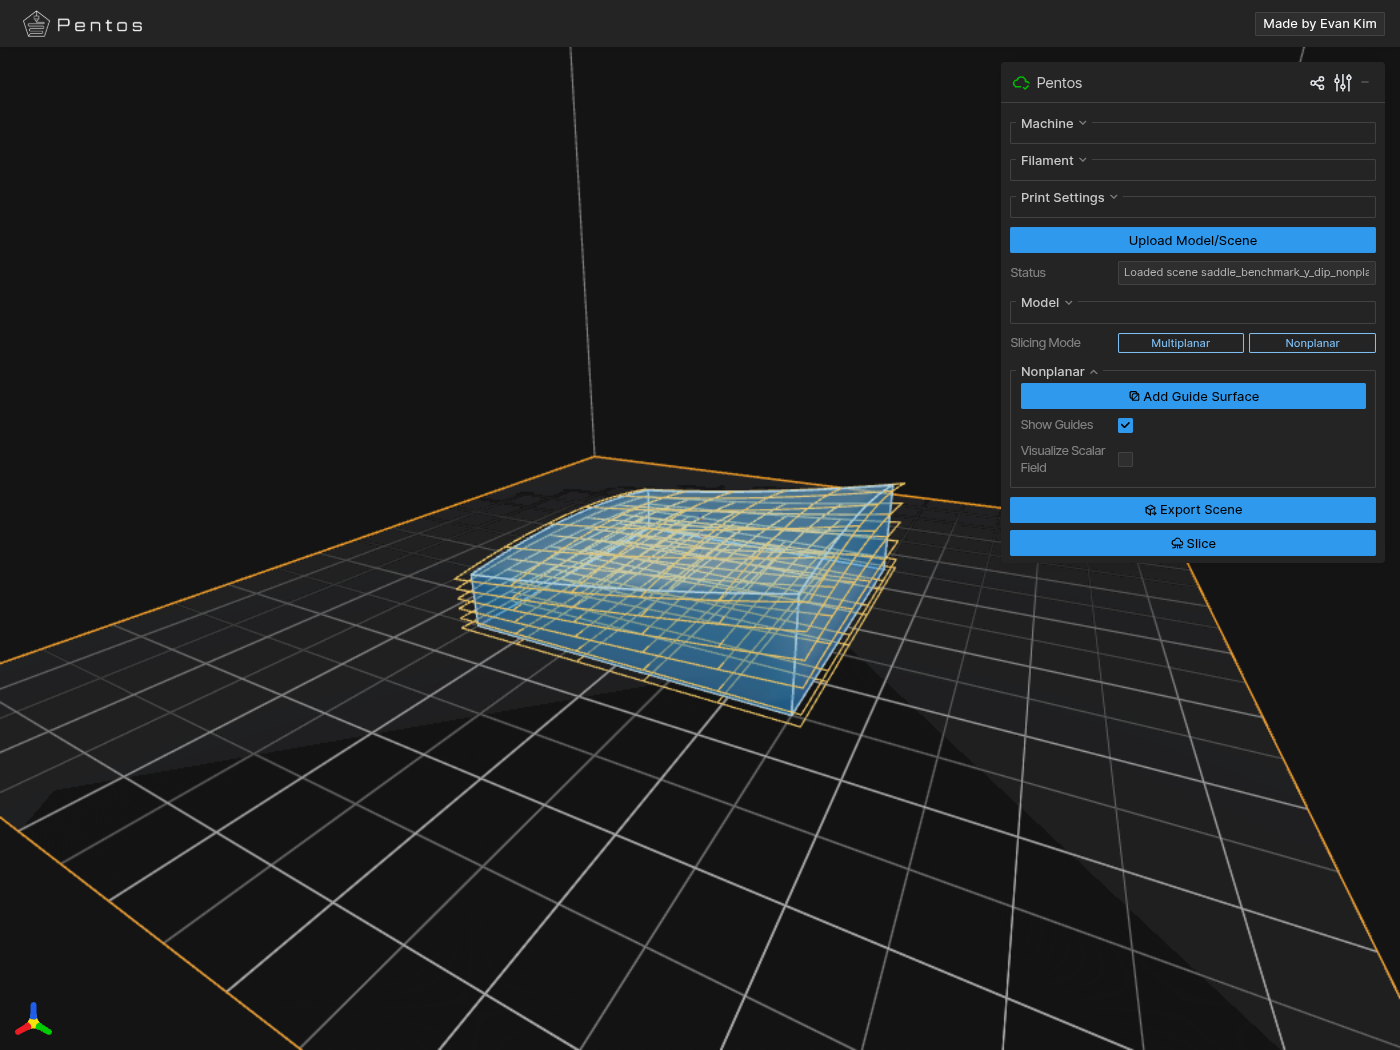 Pentos
Made by Evan Kim
Pentos
Machine
Filament
Print Settings
Upload Model/Scene
Status
Loaded scene saddle_benchmark_y_dip_nonpla
Model
Slicing Mode
Multiplanar
Nonplanar
Nonplanar
Add Guide Surface
Show Guides
Visualize Scalar
Field
Export Scene
Slice